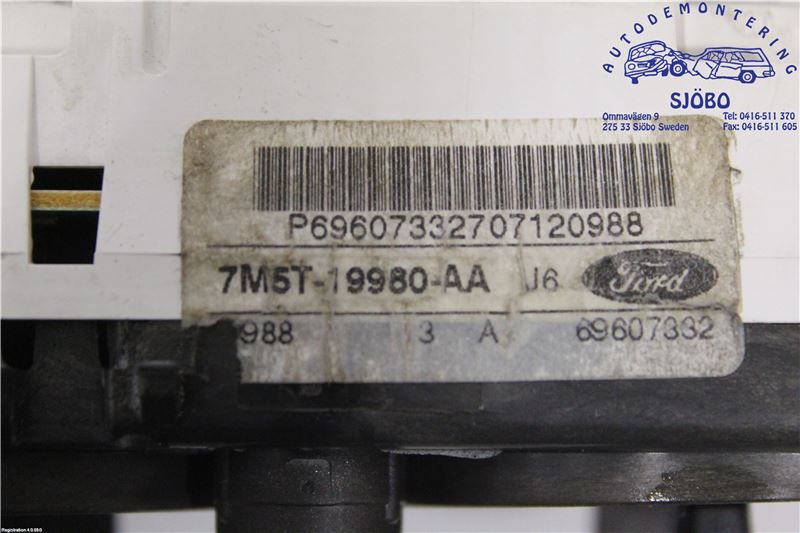 AUTODEMONTERING
SJÖBO
Ommavägen 9
275 33 Sjöbo Sweden
Tel: 0416-511 370
Fax: 0416-511 605
P69607332707120988
7M5T-19980-AA J6 Ford
988 3 A 69607332
Registration 4.0.69.0